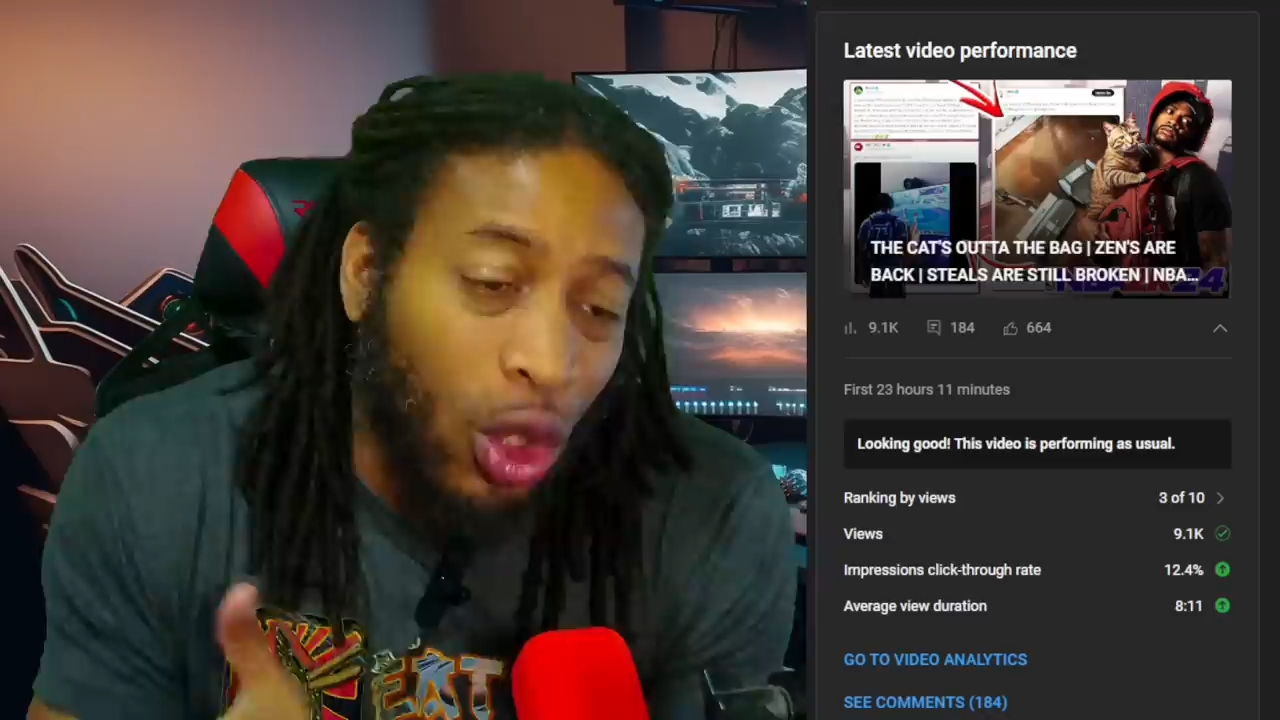 Latest video performance
THE CAT'S OUTTA THE BAG | ZEN'S ARE
BACK | STEALS ARE STILL BROKEN | NBA...
24
9.1K 184 664
First 23 hours 11 minutes
Looking good! This video is performing as usual.
Ranking by views 3 of 10
Views 9.1K
Impressions click-through rate 12.4%
Average view duration 8:11
GO TO VIDEO ANALYTICS
SEE COMMENTS (184)
EAT